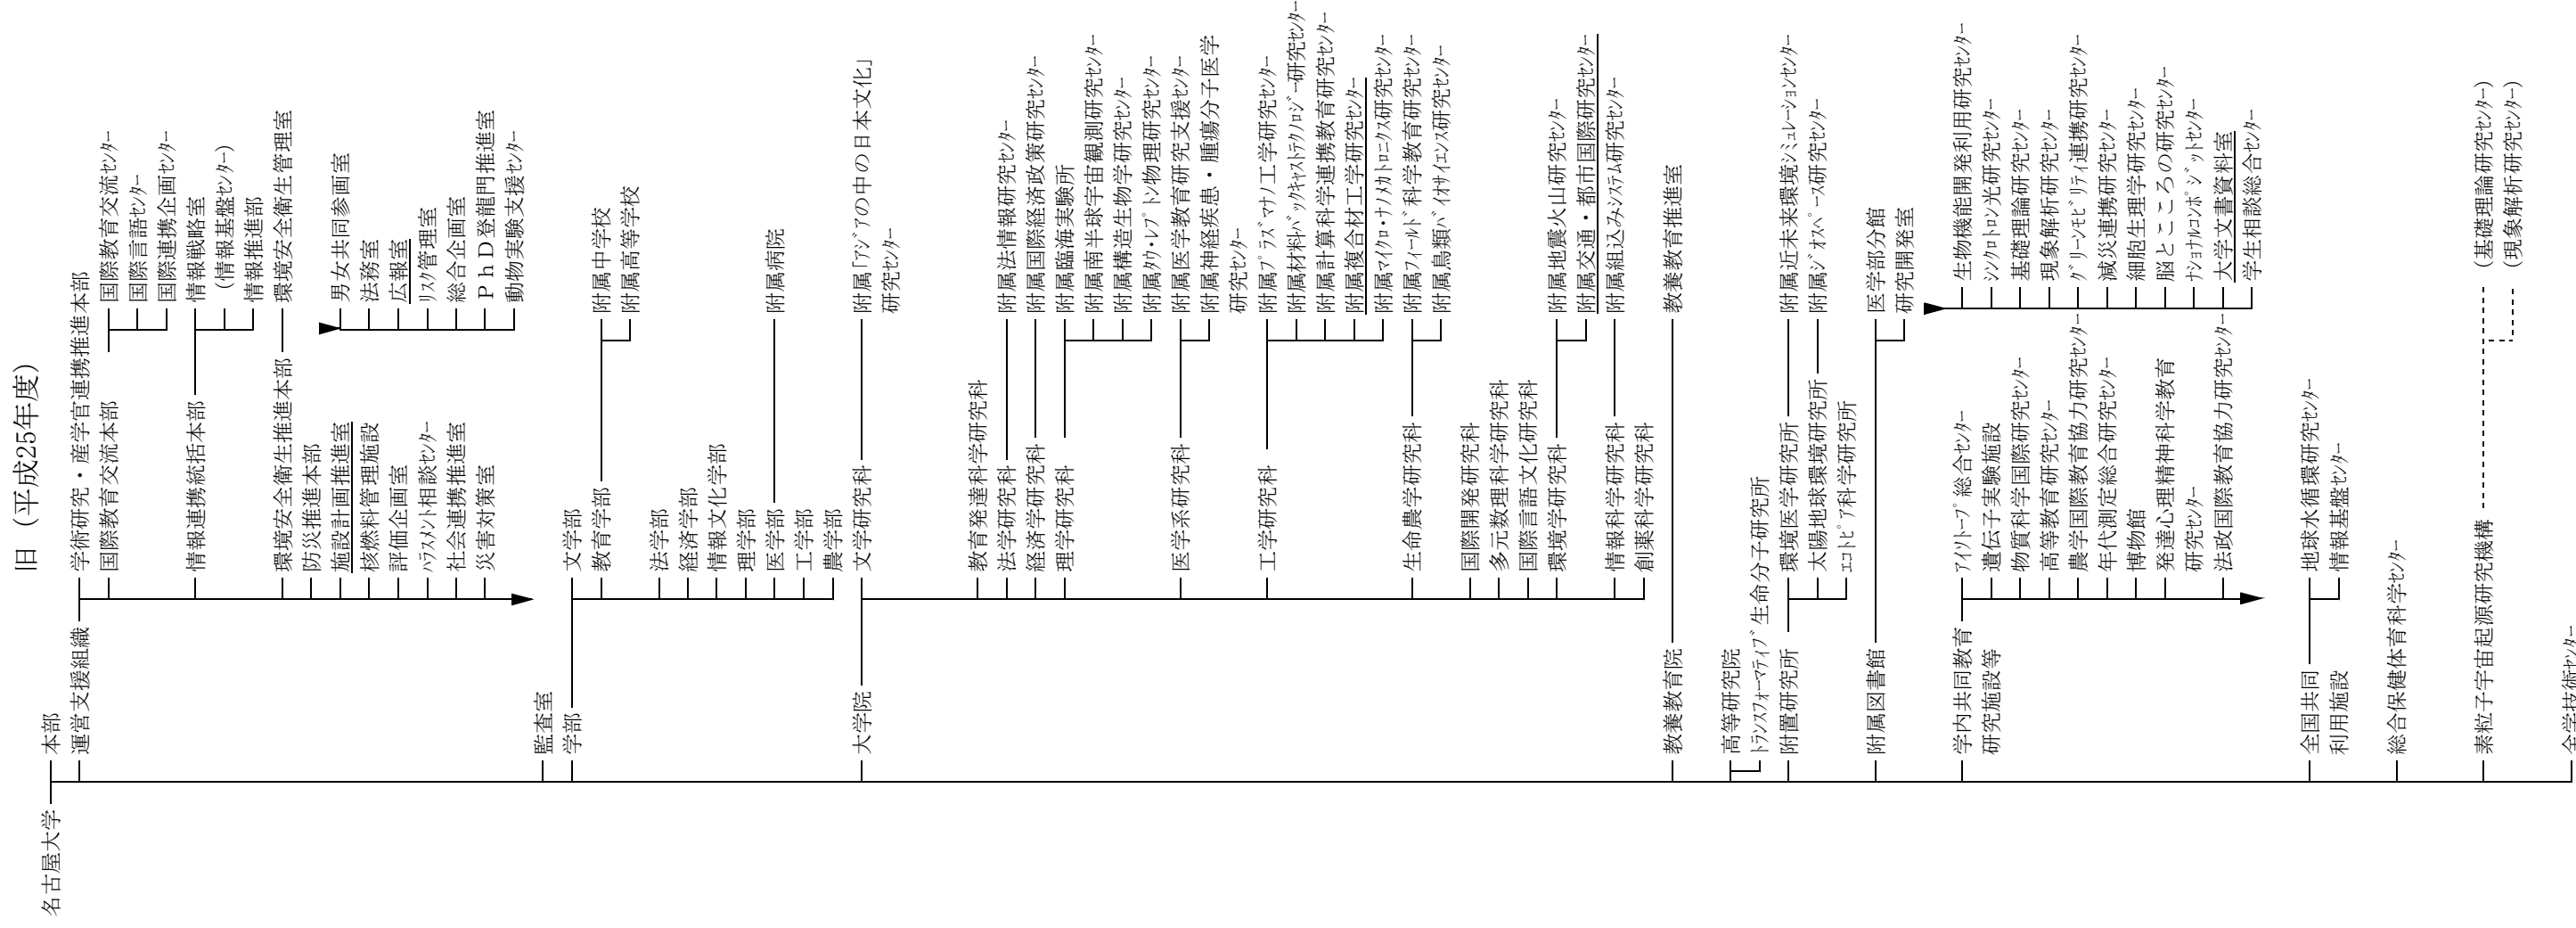 旧（平成25年度）
名古屋大学
本部
運営支援組織
学術研究・産学官連携推進本部
国際教育交流本部
国際教育交流ｾﾝﾀｰ
国際言語ｾﾝﾀｰ
国際連携企画ｾﾝﾀｰ
情報連携統括本部
情報戦略室
（情報基盤ｾﾝﾀｰ）
情報推進部
環境安全衛生推進本部
環境安全衛生管理室
防災推進本部
施設計画推進室
核燃料管理施設
評価企画室
ﾊﾗｽﾒﾝﾄ相談ｾﾝﾀｰ
社会連携推進室
災害対策室
男女共同参画室
法務室
広報室
ﾘｽｸ管理室
総合企画室
ＰｈＤ登龍門推進室
動物実験支援ｾﾝﾀｰ
監査室
学部
文学部
教育学部
附属中学校
附属高等学校
法学部
経済学部
情報文化学部
理学部
医学部
附属病院
工学部
農学部
大学院
文学研究科
附属｢ｱｼﾞｱの中の日本文化｣
研究ｾﾝﾀｰ
教育発達科学研究科
法学研究科
附属法情報研究ｾﾝﾀｰ
経済学研究科
附属国際経済政策研究ｾﾝﾀｰ
理学研究科
附属臨海実験所
附属南半球宇宙観測研究ｾﾝﾀｰ
附属構造生物学研究ｾﾝﾀｰ
附属ﾀｳ･ﾚﾌﾟﾄﾝ物理研究ｾﾝﾀｰ
医学系研究科
附属医学教育研究支援ｾﾝﾀｰ
附属神経疾患・腫瘍分子医学
研究ｾﾝﾀｰ
工学研究科
附属ﾌﾟﾗｽﾞﾏﾅﾉ工学研究ｾﾝﾀｰ
附属材料ﾊﾞｯｸｷｬｽﾄﾃｸﾉﾛｼﾞｰ研究ｾﾝﾀｰ
附属計算科学連携教育研究ｾﾝﾀｰ
附属複合材工学研究ｾﾝﾀｰ
附属ﾏｲｸﾛ･ﾅﾉﾒｶﾄﾛﾆｸｽ研究ｾﾝﾀｰ
生命農学研究科
附属ﾌｨｰﾙﾄﾞ科学教育研究ｾﾝﾀｰ
附属鳥類ﾊﾞｲｵｻｲｴﾝｽ研究ｾﾝﾀｰ
国際開発研究科
多元数理科学研究科
国際言語文化研究科
環境学研究科
附属地震火山研究ｾﾝﾀｰ
附属交通・都市国際研究ｾﾝﾀｰ
情報科学研究科
附属組込みｼｽﾃﾑ研究ｾﾝﾀｰ
創薬科学研究科
教養教育院
教養教育推進室
高等研究院
ﾄﾗﾝｽﾌｫｰﾏﾃｨﾌﾞ生命分子研究所
附置研究所
環境医学研究所
附属近未来環境ｼﾐｭﾚｰｼｮﾝｾﾝﾀｰ
太陽地球環境研究所
附属ｼﾞｵｽﾍﾟｰｽ研究ｾﾝﾀｰ
ｴｺﾄﾋﾟｱ科学研究所
附属図書館
医学部分館
研究開発室
学内共同教育
研究施設等
ｱｲｿﾄｰﾌﾟ総合ｾﾝﾀｰ
遺伝子実験施設
物質科学国際研究ｾﾝﾀｰ
高等教育研究ｾﾝﾀｰ
農学国際教育協力研究ｾﾝﾀｰ
年代測定総合研究ｾﾝﾀｰ
博物館
発達心理精神科学教育
研究ｾﾝﾀｰ
法政国際教育協力研究ｾﾝﾀｰ
生物機能開発利用研究ｾﾝﾀｰ
ｼﾝｸﾛﾄﾛﾝ光研究ｾﾝﾀｰ
基礎理論研究ｾﾝﾀｰ
現象解析研究ｾﾝﾀｰ
ｸﾞﾘｰﾝﾓﾋﾞﾘﾃｨ連携研究ｾﾝﾀｰ
減災連携研究ｾﾝﾀｰ
細胞生理学研究ｾﾝﾀｰ
脳とこころの研究ｾﾝﾀｰ
ﾅｼｮﾅﾙｺﾝﾎﾟｼﾞｯﾄｾﾝﾀｰ
大学文書資料室
学生相談総合ｾﾝﾀｰ
全国共同
利用施設
地球水循環研究ｾﾝﾀｰ
情報基盤ｾﾝﾀｰ
総合保健体育科学ｾﾝﾀｰ
素粒子宇宙起源研究機構
（基礎理論研究ｾﾝﾀｰ）
（現象解析研究ｾﾝﾀｰ）
全学技術ｾﾝﾀｰ